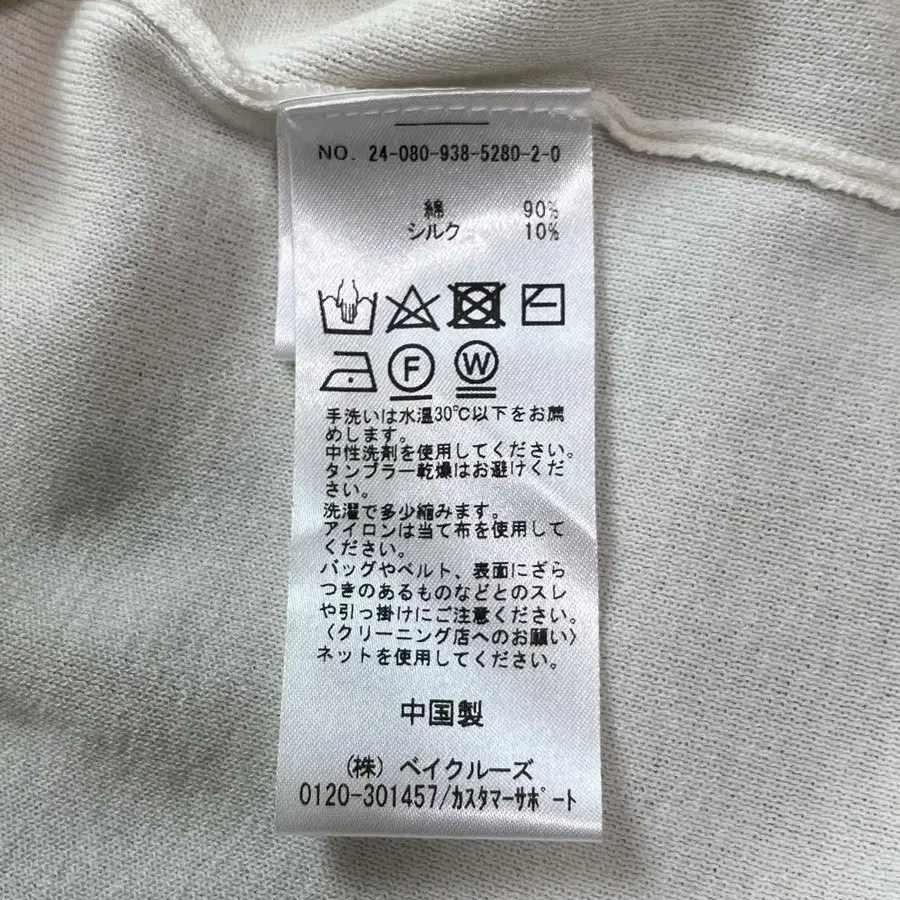 NO. 24-080-938-5280-2-0
綿 90%
シルク 10%
F W
手洗いは水温30℃以下をお薦
めします。
中性洗剤を使用してください。
タンブラー乾燥はお避けくだ
さい。
洗濯で多少縮みます。
アイロンは当て布を使用して
ください。
バッグやベルト、表面にざら
つきのあるものなどとのスレ
や引っ掛けにご注意ください。
〈クリーニング店へのお願い〉
ネットを使用してください。
中国製
(株) ベイクルーズ
0120-301457/ｶｽﾀﾏｰｻﾎﾟｰﾄ